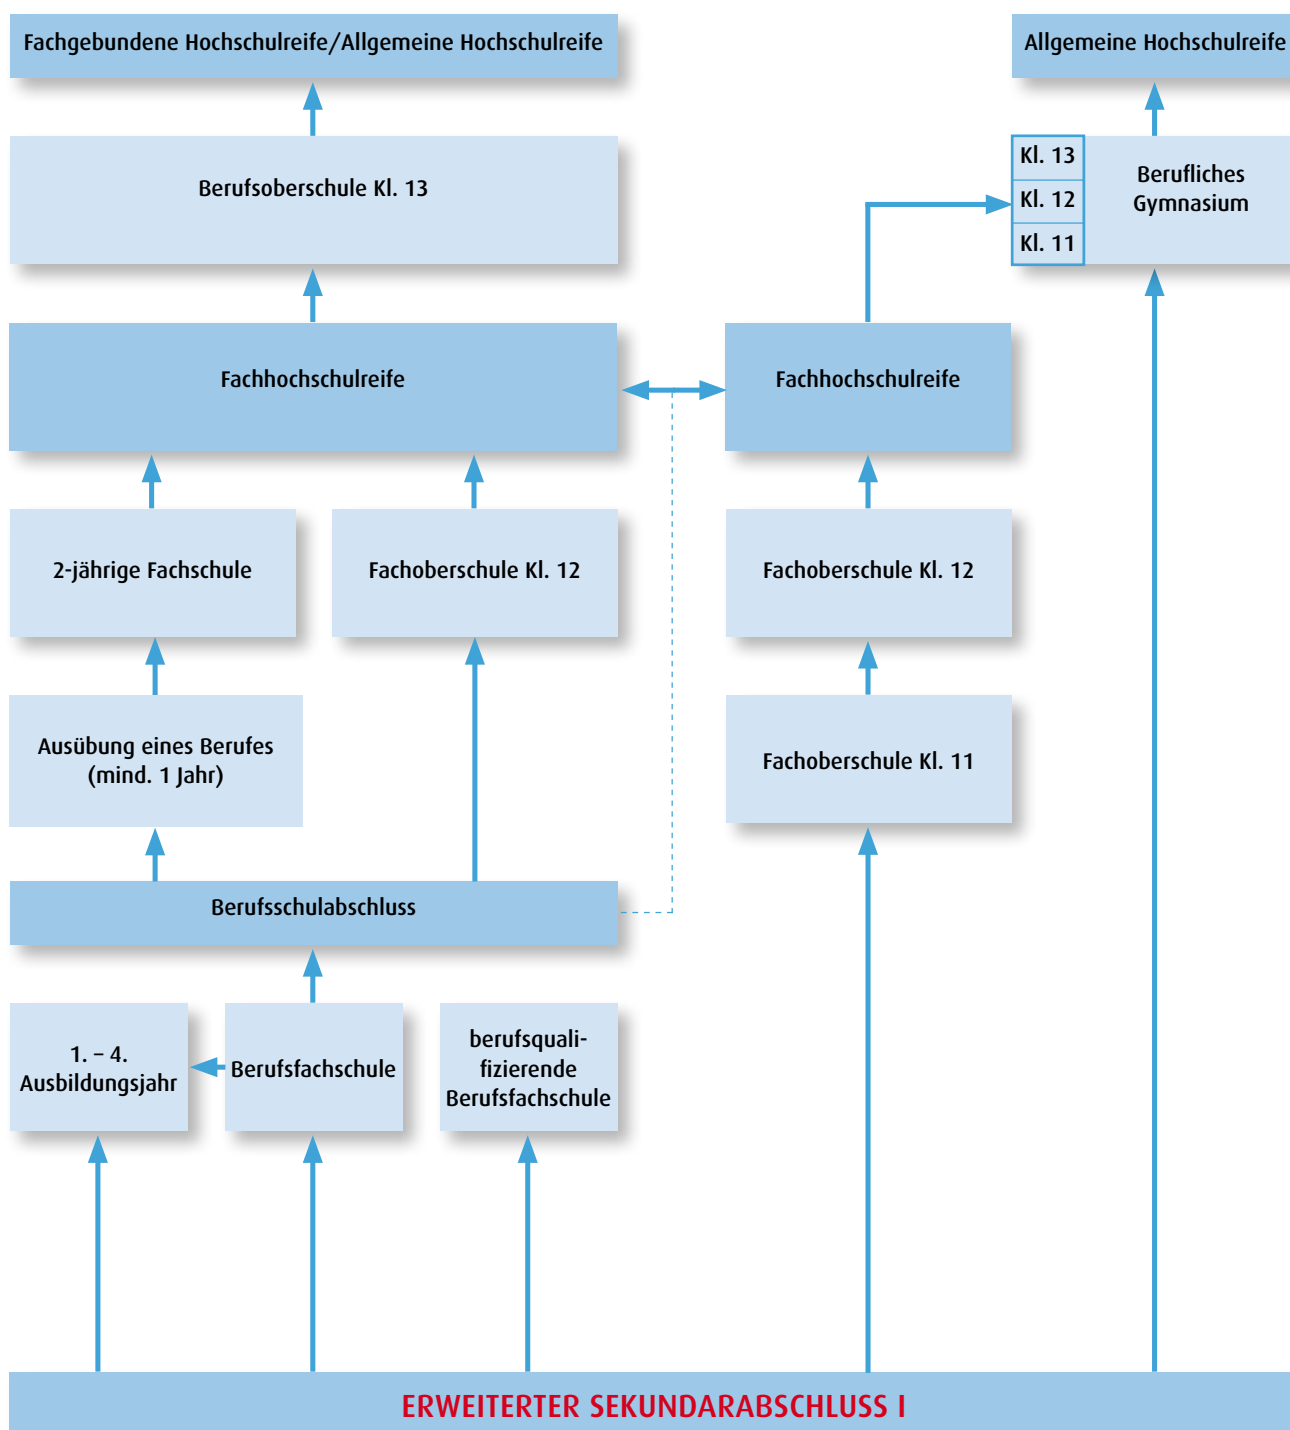 Fachgebundene Hochschulreife/Allgemeine Hochschulreife
Allgemeine Hochschulreife
Berufsoberschule Kl. 13
Kl. 13
Kl. 12
Kl. 11
Berufliches
Gymnasium
Fachhochschulreife
Fachhochschulreife
2-jährige Fachschule
Fachoberschule Kl. 12
Fachoberschule Kl. 12
Ausübung eines Berufes
(mind. 1 Jahr)
Fachoberschule Kl. 11
Berufsschulabschluss
1. – 4.
Ausbildungsjahr
Berufsfachschule
berufsquali-
fizierende
Berufsfachschule
ERWEITERTER SEKUNDARABSCHLUSS I